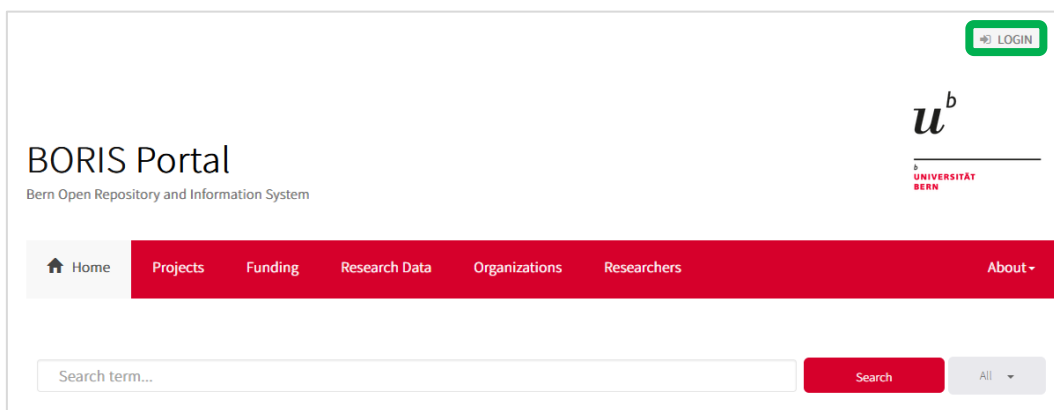 LOGIN
u^b
BORIS Portal
Bern Open Repository and Information System
b
UNIVERSITÄT
BERN
Home Projects Funding Research Data Organizations Researchers About
Search term... Search All